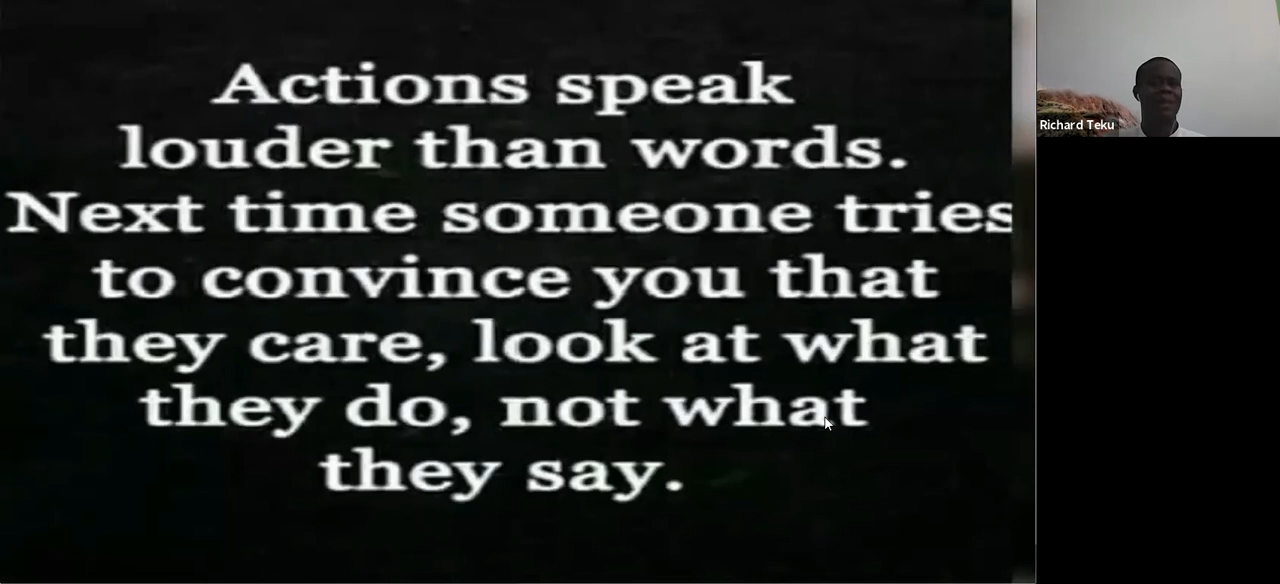 Actions speak
louder than words.
Next time someone tries
to convince you that
they care, look at what
they do, not what
they say.
Richard Teku